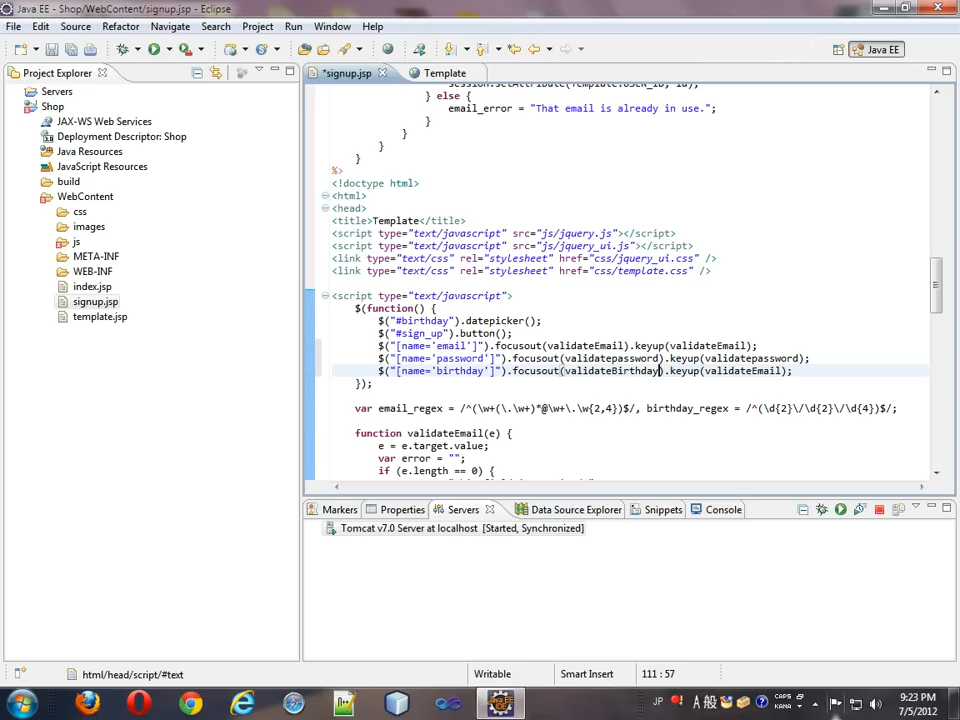 Java EE - Shop/WebContent/signup.jsp - Eclipse
File Edit Source Refactor Navigate Search Project Run Window Help
Java EE
Project Explorer
Servers
Shop
JAX-WS Web Services
Deployment Descriptor: Shop
Java Resources
JavaScript Resources
build
WebContent
css
images
js
META-INF
WEB-INF
index.jsp
signup.jsp
template.jsp
*signup.jsp Template
} else {
email_error = "That email is already in use.";
}
}
}
}
%>
<!doctype html>
<html>
<head>
<title>Template</title>
<script type="text/javascript" src="js/jquery.js"></script>
<script type="text/javascript" src="js/jquery_ui.js"></script>
<link type="text/css" rel="stylesheet" href="css/jquery_ui.css" />
<link type="text/css" rel="stylesheet" href="css/template.css" />
<script type="text/javascript">
$(function() {
$("#birthday").datepicker();
$("#sign_up").button();
$("[name='email']").focusout(validateEmail).keyup(validateEmail);
$("[name='password']").focusout(validatepassword).keyup(validatepassword);
$("[name='birthday']").focusout(validateBirthday).keyup(validateEmail);
});
var email_regex = /^(\w+(\.\w+)*@\w+\.\w{2,4})$/, birthday_regex = /^(\d{2}\/\d{2}\/\d{4})$/;
function validateEmail(e) {
e = e.target.value;
var error = "";
if (e.length == 0) {
Markers Properties Servers Data Source Explorer Snippets Console
Tomcat v7.0 Server at localhost [Started, Synchronized]
html/head/script/#text Writable Smart Insert 111 : 57
JP A 般 CAPS KANA
9:23 PM
7/5/2012